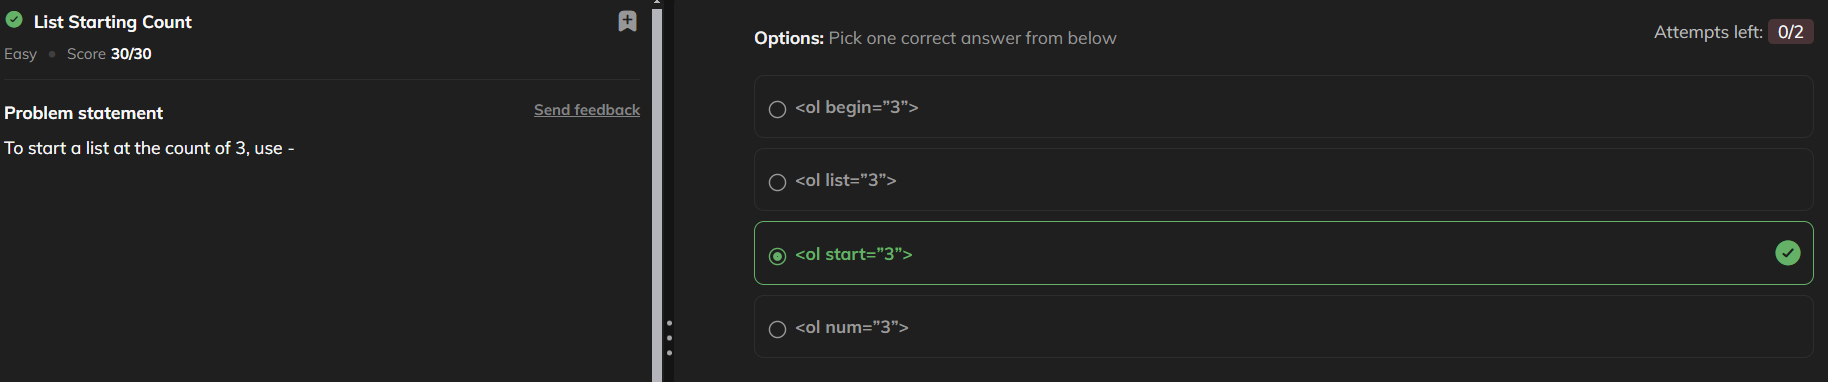 List Starting Count
Easy • Score 30/30
Problem statement
Send feedback
To start a list at the count of 3, use -
Options: Pick one correct answer from below
Attempts left: 0/2
<ol begin=”3”>
<ol list=”3”>
<ol start=”3”>
<ol num=”3”>